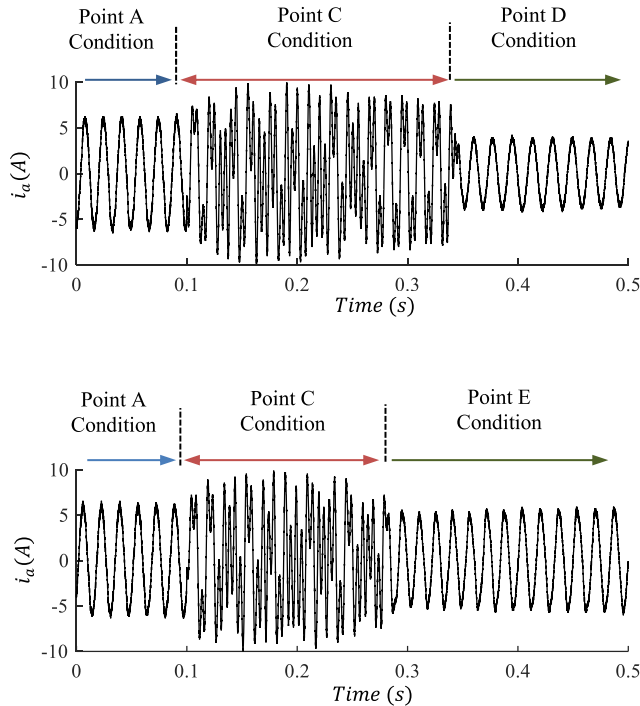 Point A
Condition
Point C
Condition
Point D
Condition
10
5
0
-5
-10
i_a(A)
0
0.1
0.2
0.3
0.4
0.5
Time (s)
Point A
Condition
Point C
Condition
Point E
Condition
10
5
0
-5
-10
i_a(A)
0
0.1
0.2
0.3
0.4
0.5
Time (s)